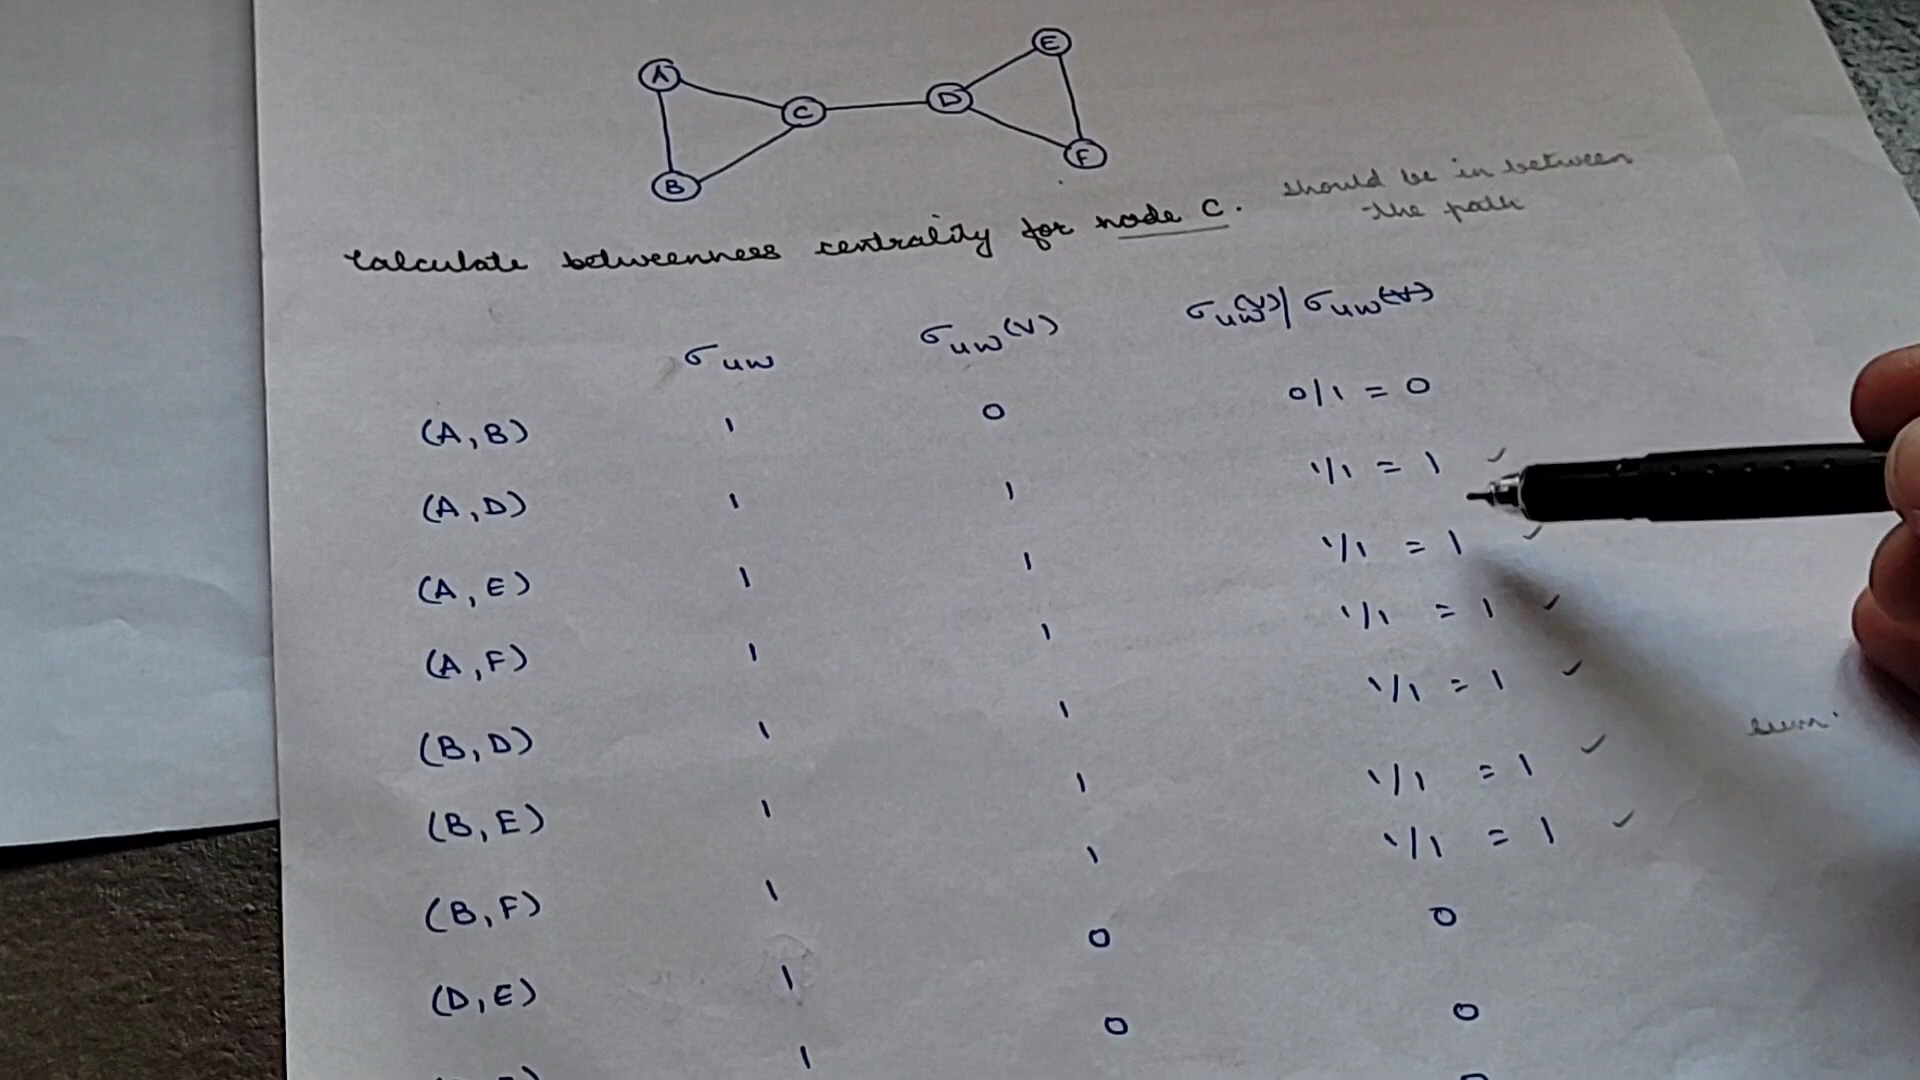 A
E
C
D
B
F
Calculate betweenness centrality for node C. should be in between
the path
σuw σuw(v) σuw(v)/σuw(v)
(A,B) 1 0 0/1 = 0
(A,D) 1 1 1/1 = 1 ✓
(A,E) 1 1 1/1 = 1 ✓
(A,F) 1 1 1/1 = 1 ✓
(B,D) 1 1 1/1 = 1 ✓
(B,E) 1 1 1/1 = 1 ✓ sum.
(B,F) 1 1 1/1 = 1 ✓
(D,E) 1 0 0
1 0 0